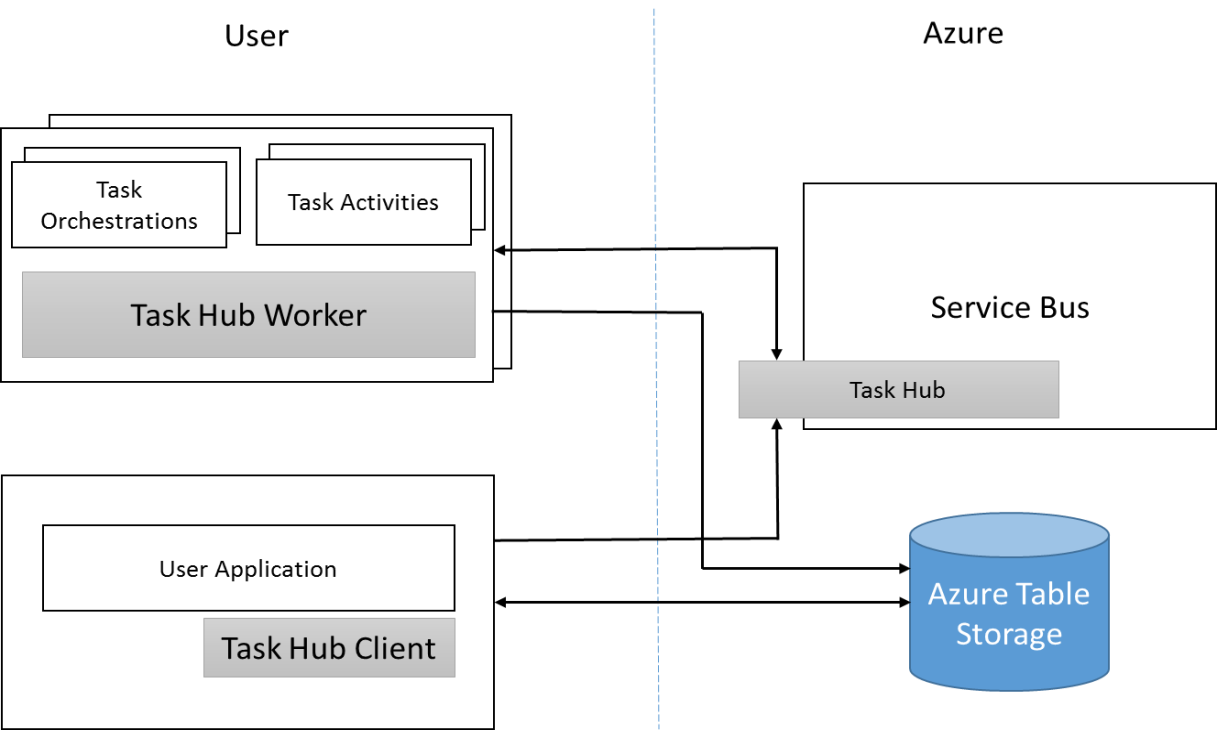 User
Azure
Task
Orchestrations
Task Activities
Task Hub Worker
Service Bus
Task Hub
User Application
Task Hub Client
Azure Table
Storage